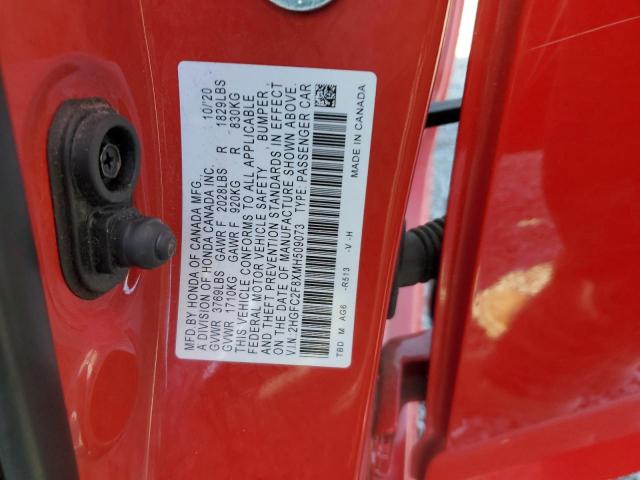 MFD.BY HONDA OF CANADA MFG. 10/20
A DIVISION OF HONDA CANADA INC.
GVWR 3769LBS GAWR F 2028LBS R 1829LBS
GVWR 1710KG GAWR F 920KG R 830KG
THIS VEHICLE CONFORMS TO ALL APPLICABLE
FEDERAL MOTOR VEHICLE SAFETY, BUMPER,
AND THEFT PREVENTION STANDARDS IN EFFECT
ON THE DATE OF MANUFACTURE SHOWN ABOVE.
V.I.N.:2HGFC2F8XMH509073 TYPE: PASSENGER CAR
TBD M AG6 -R513 -V -H
MADE IN CANADA